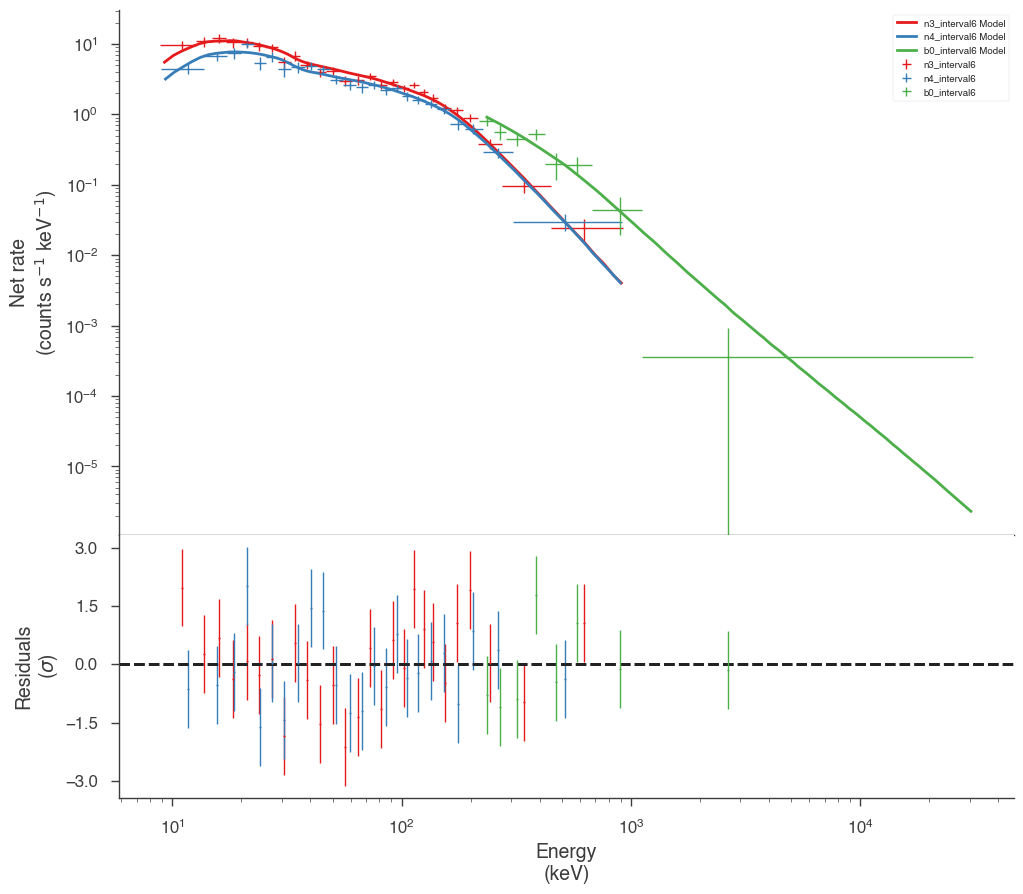 n3_interval6 Model
n4_interval6 Model
b0_interval6 Model
n3_interval6
n4_interval6
b0_interval6
Net rate
(counts s⁻¹ keV⁻¹)
10¹
10⁰
10⁻¹
10⁻²
10⁻³
10⁻⁴
10⁻⁵
Residuals
(σ)
3.0
1.5
0.0
−1.5
−3.0
10¹ 10² 10³ 10⁴
Energy
(keV)